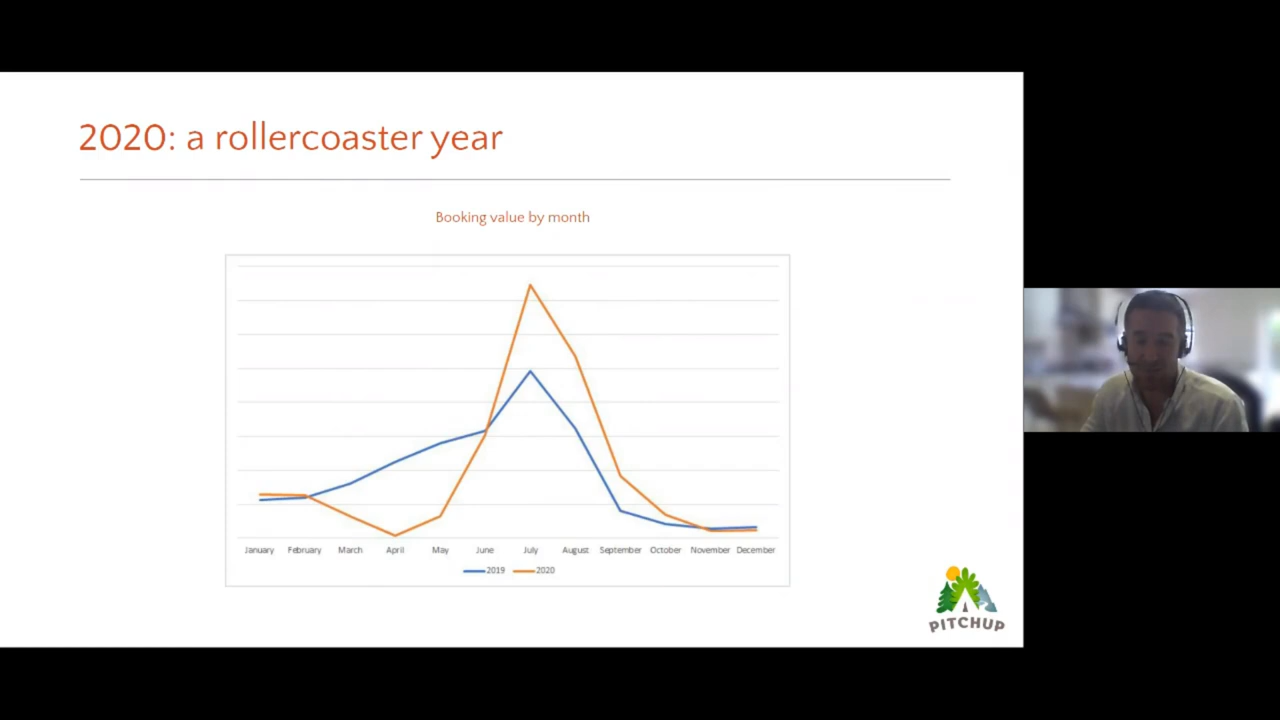 2020: a rollercoaster year
Booking value by month
January February March April May June July August September October November December
2019 2020
PITCHUP